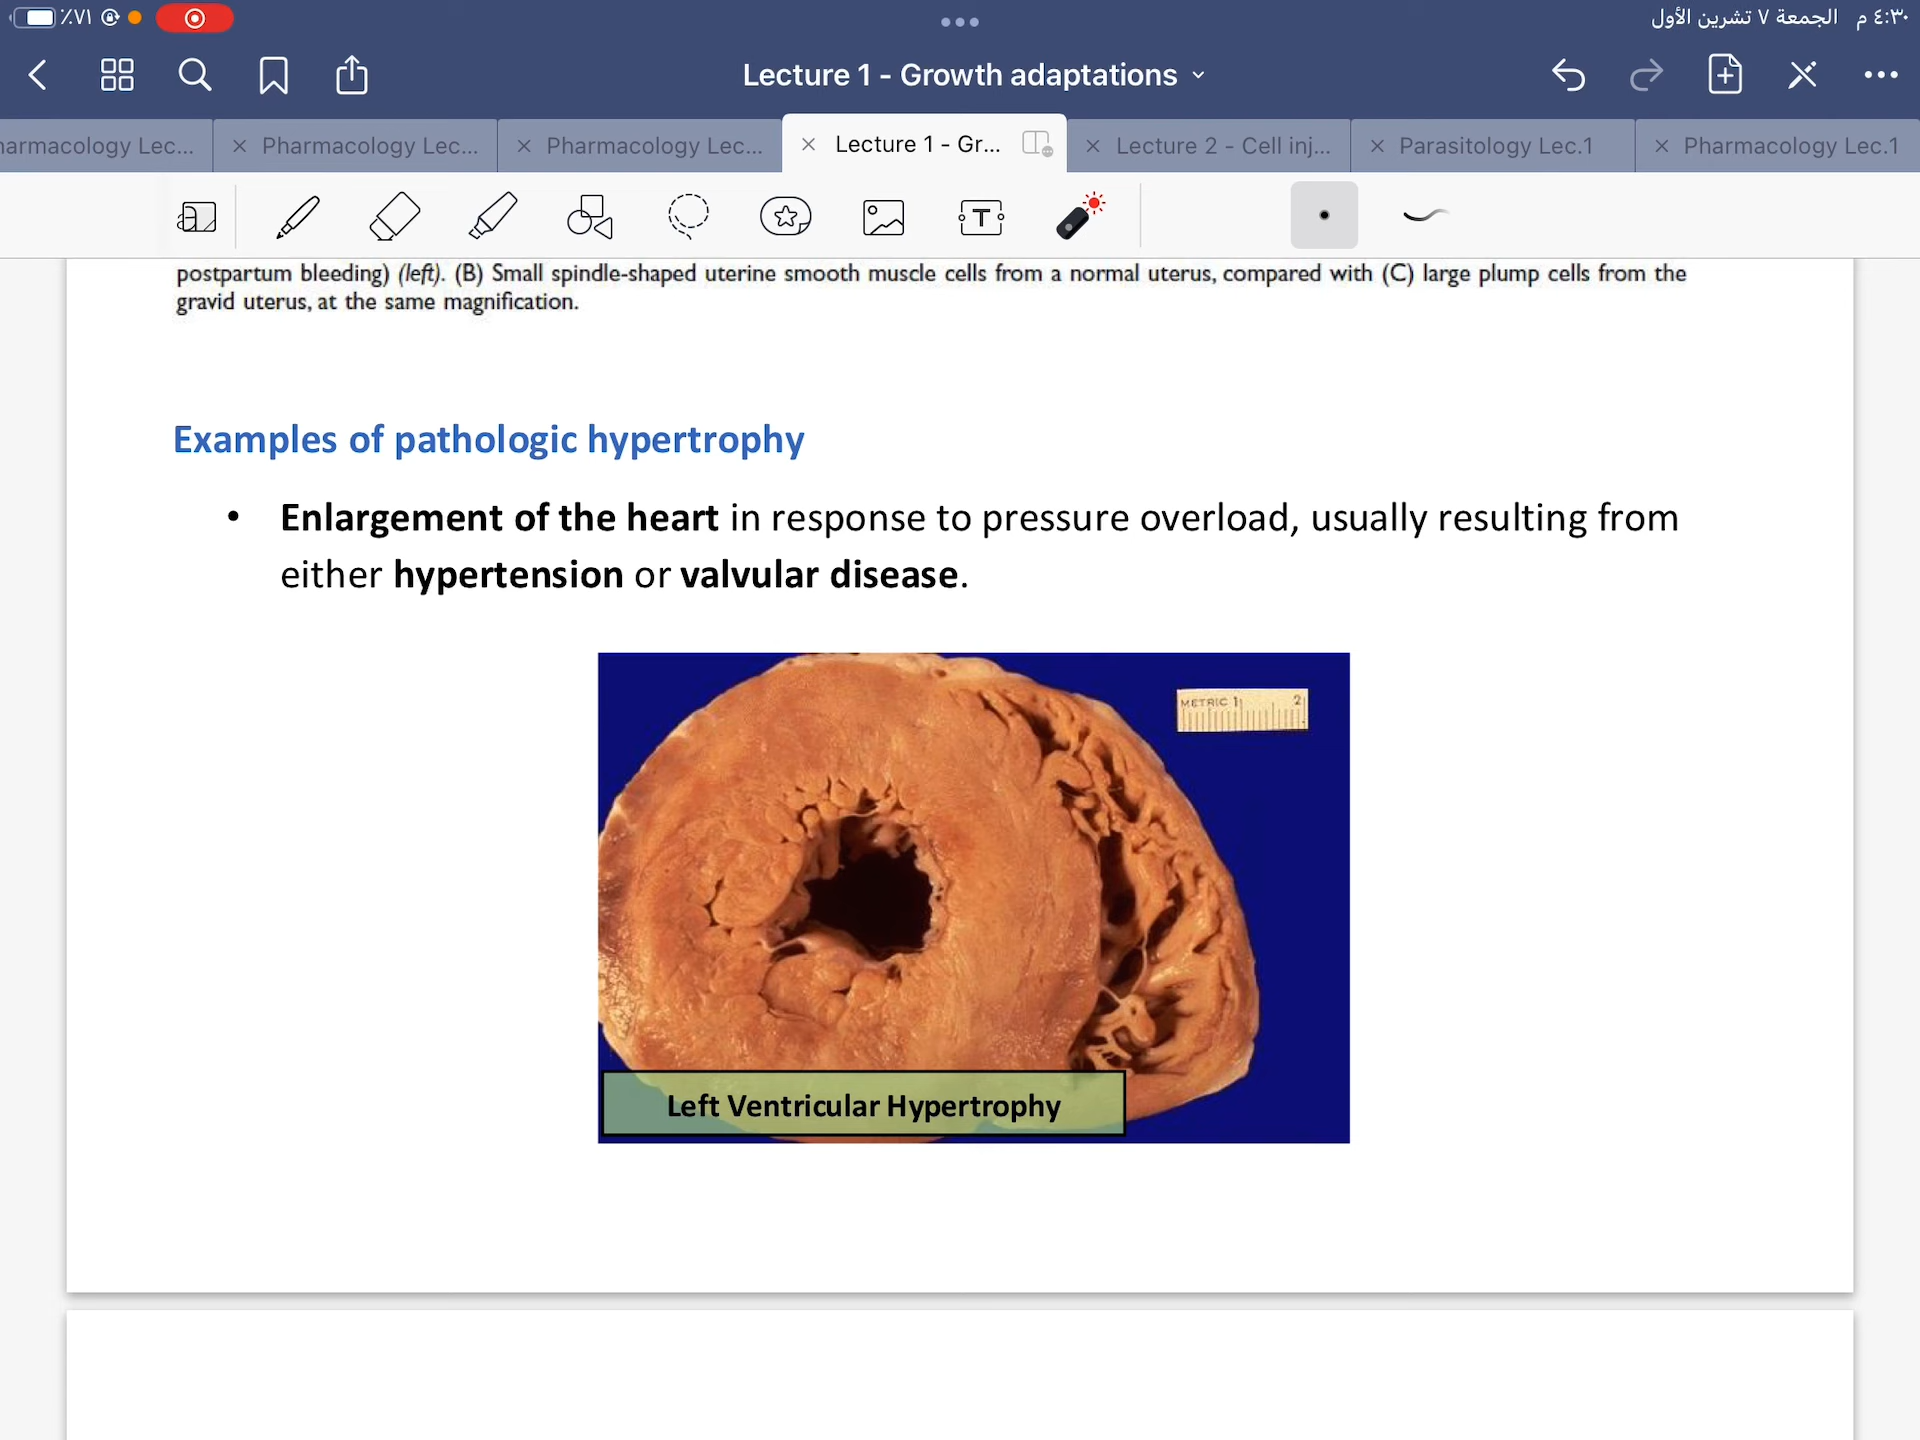 ٪٧١
٤:٣٠ م الجمعة ٧ تشرين الأول
Lecture 1 - Growth adaptations
armacology Lec...
Pharmacology Lec...
Pharmacology Lec...
Lecture 1 - Gr...
Lecture 2 - Cell inj...
Parasitology Lec.1
Pharmacology Lec.1
postpartum bleeding) (left). (B) Small spindle-shaped uterine smooth muscle cells from a normal uterus, compared with (C) large plump cells from the
gravid uterus, at the same magnification.
Examples of pathologic hypertrophy
• Enlargement of the heart in response to pressure overload, usually resulting from
either hypertension or valvular disease.
METRIC 1 2
Left Ventricular Hypertrophy